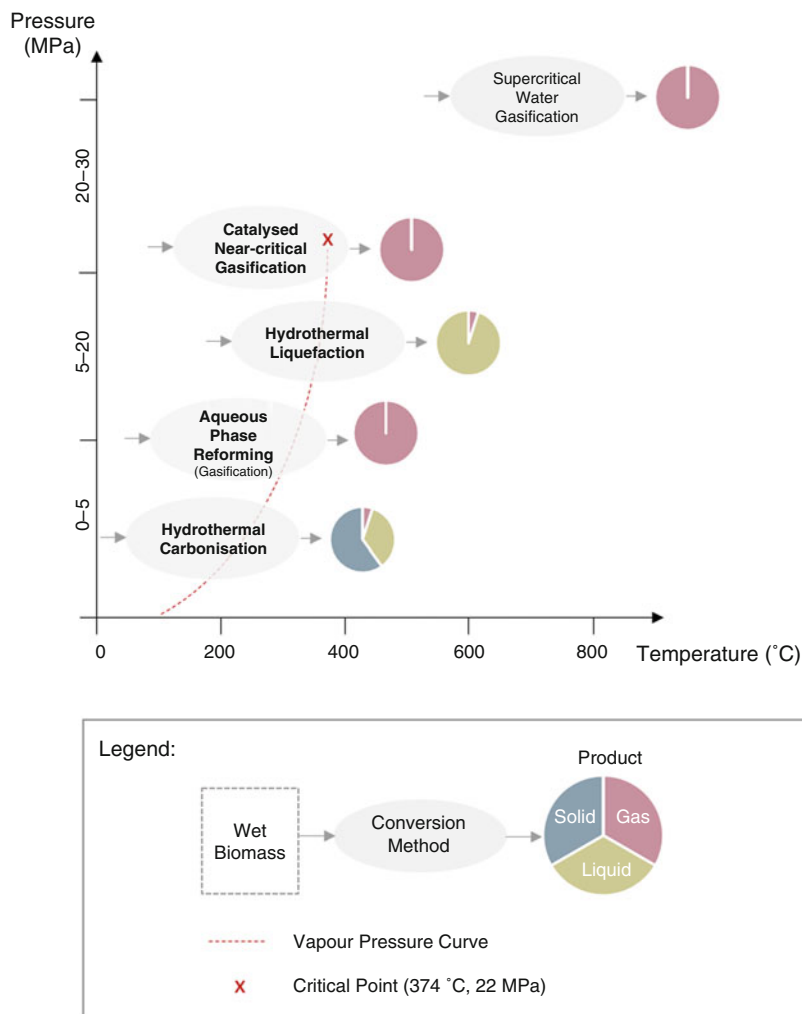 Pressure
(MPa)
Supercritical
Water
Gasification
20–30
Catalysed
Near-critical
Gasification
X
Hydrothermal
Liquefaction
5–20
Aqueous
Phase
Reforming
(Gasification)
0–5
Hydrothermal
Carbonisation
0 200 400 600 800 Temperature (˚C)
Legend:
Product
Wet
Biomass
Conversion
Method
Solid Gas
Liquid
Vapour Pressure Curve
X Critical Point (374 ˚C, 22 MPa)